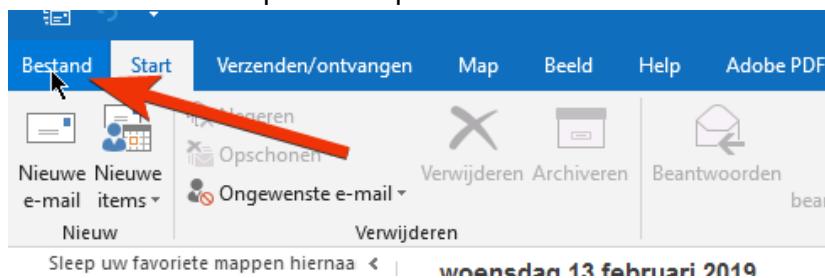 Bestand Start Verzenden/ontvangen Map Beeld Help Adobe PDF
Negeren
Opschonen
Ongewenste e-mail
Nieuwe e-mail
Nieuwe items
Verwijderen Archiveren Beantwoorden
Nieuw Verwijderen
Sleep uw favoriete mappen hiernaa
woensdag 13 februari 2019